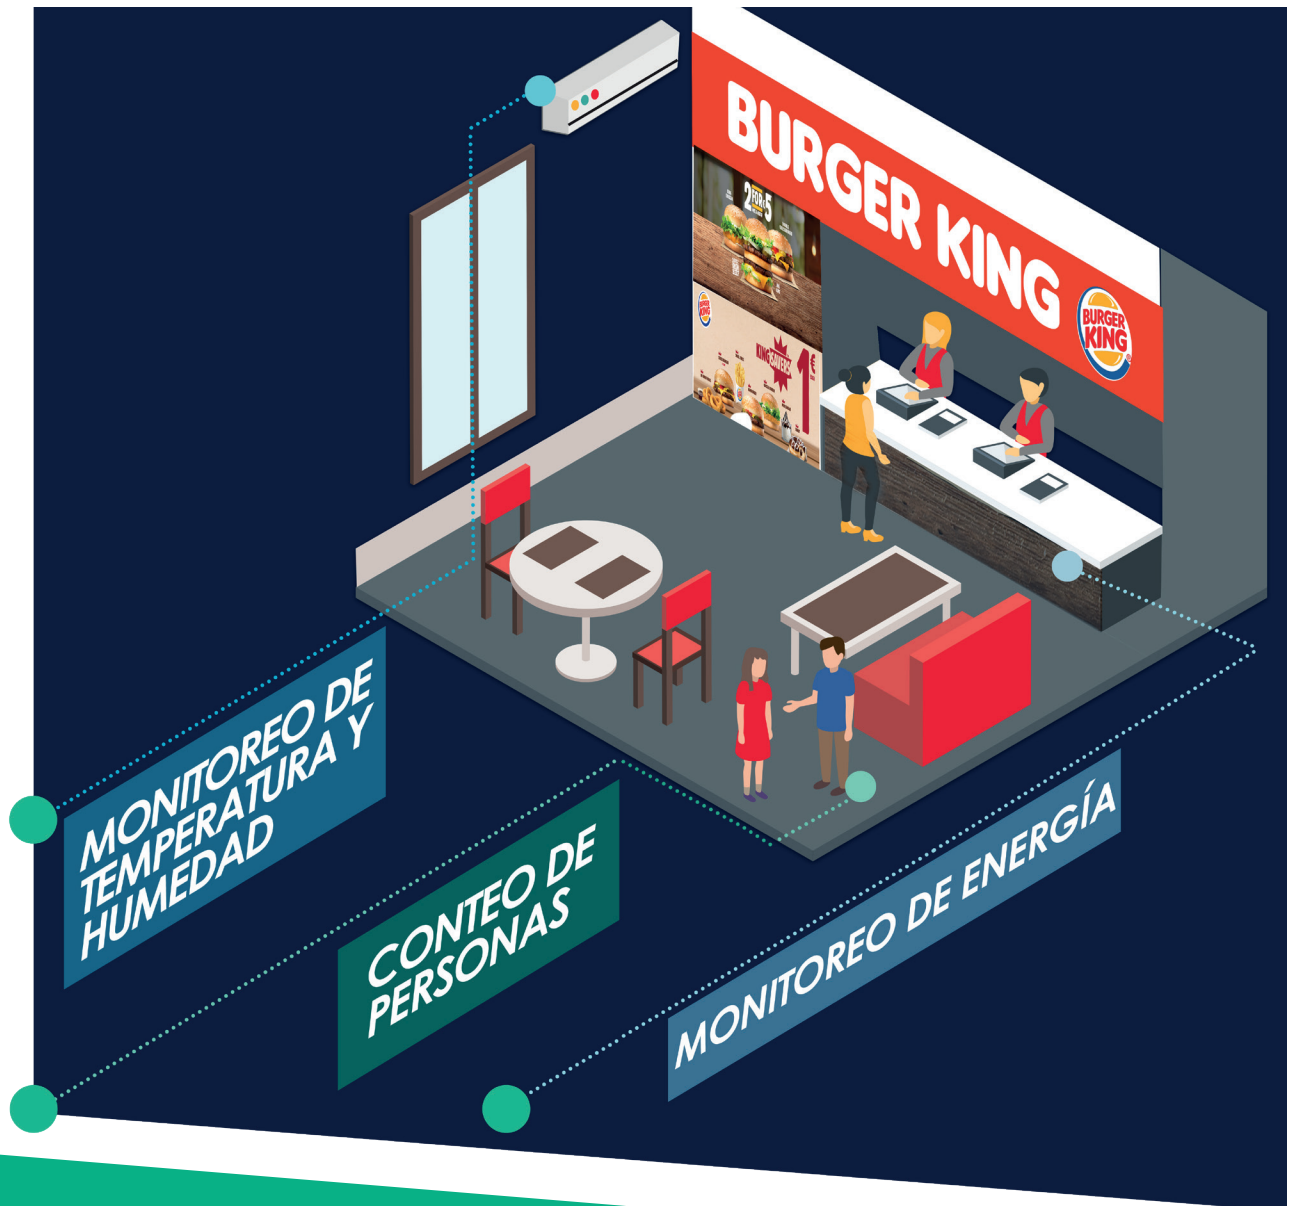 BURGER KING
BURGER
KING
2
FOR
5
BURGER
KING
KING
SAVERS
1
€
MONITOREO DE
TEMPERATURA Y
HUMEDAD
CONTEO DE
PERSONAS
MONITOREO DE ENERGÍA